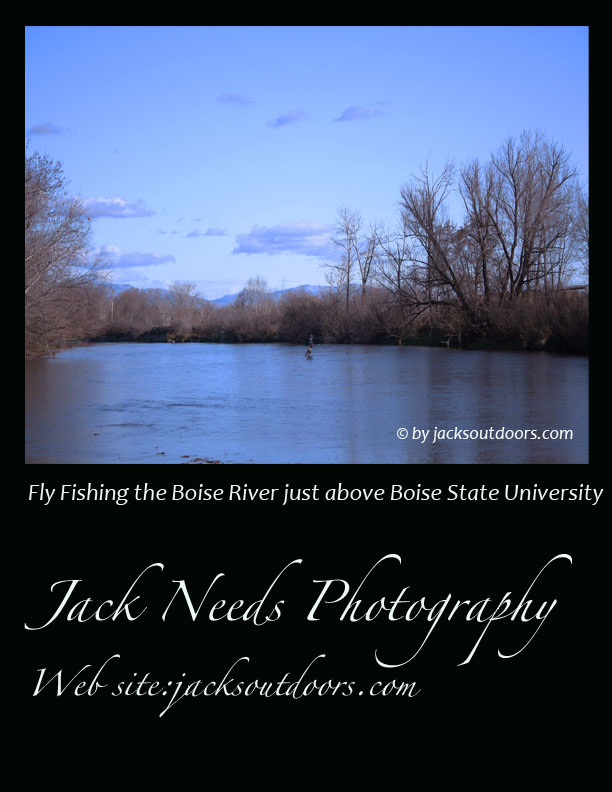 © by jacksoutdoors.com
Fly Fishing the Boise River just above Boise State University
Jack Needs Photography
Web site:jacksoutdoors.com